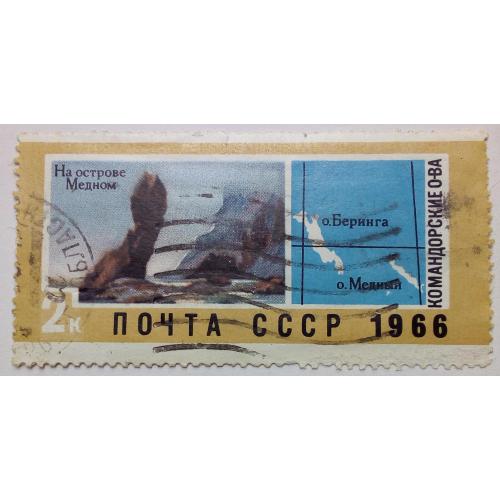 На острове
Медном
о.Беринга
о. Медный
КОМАНДОРСКИЕ О-ВА
2к
ПОЧТА СССР 1966